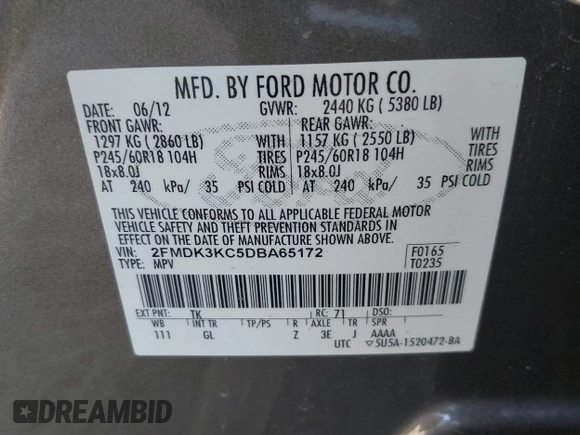 MFD. BY FORD MOTOR CO.
DATE: 06/12 GVWR: 2440 KG ( 5380 LB)
FRONT GAWR: REAR GAWR:
1297 KG ( 2860 LB) WITH 1157 KG ( 2550 LB) WITH
P245/60R18 104H TIRES P245/60R18 104H TIRES
18x8.0J RIMS 18x8.0J RIMS
AT 240 kPa/ 35 PSI COLD AT 240 kPa/ 35 PSI COLD
THIS VEHICLE CONFORMS TO ALL APPLICABLE FEDERAL MOTOR
VEHICLE SAFETY AND THEFT PREVENTION STANDARDS IN
EFFECT ON THE DATE OF MANUFACTURE SHOWN ABOVE.
VIN: 2FMDK3KC5DBA65172 F0165
TYPE: MPV T0235
EXT PNT: TK RC: 71 DSO:
WB INT TR TP/PS R AXLE TR SPR
111 GL Z 3E J AAAA
UTC 5U5A-1520472-BA
DREAMBID